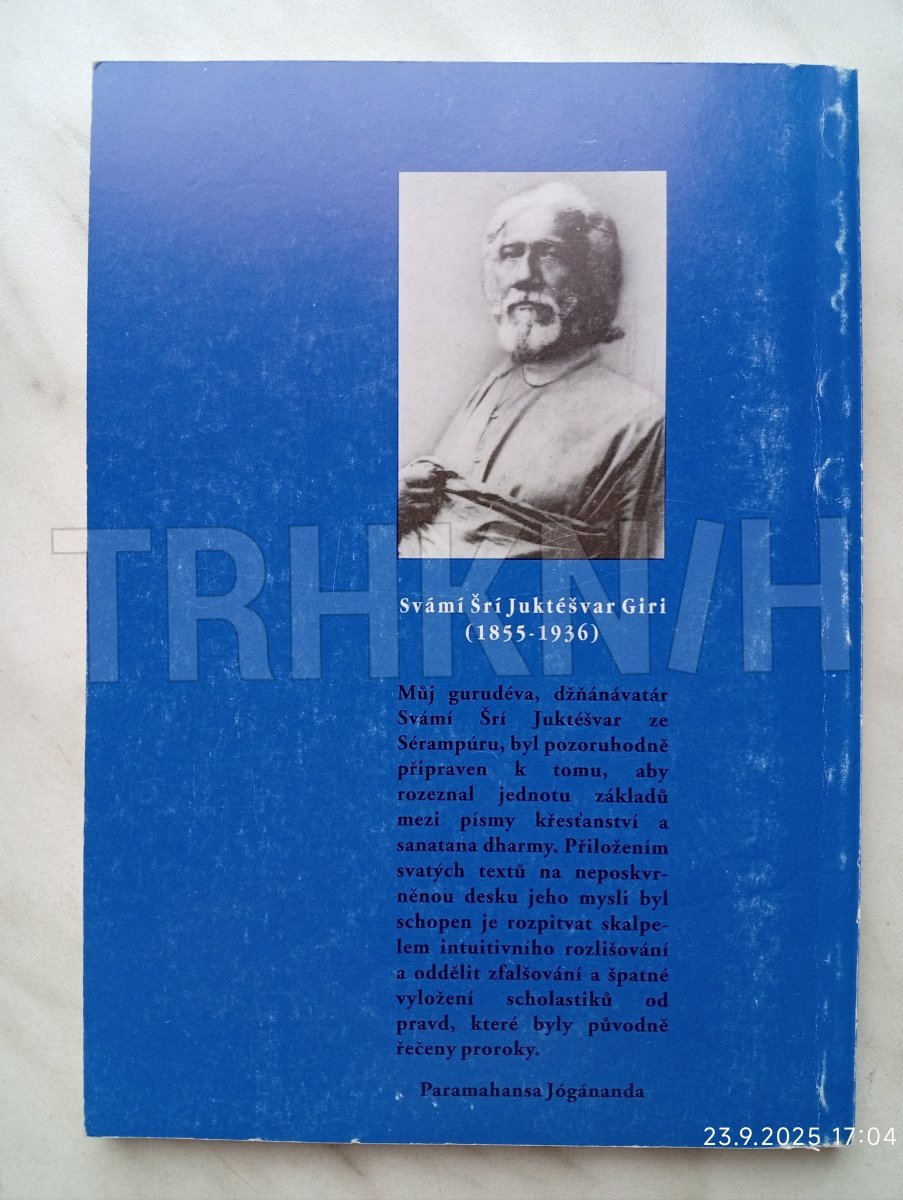 TRHKN/H
Svámí Šrí Juktéšvar Giri
(1855-1936)
Můj gurudéva, džňánávatár
Svámí Šrí Juktéšvar ze
Sérampúru, byl pozoruhodně
připraven k tomu, aby
rozeznal jednotu základů
mezi písmy křesťanství a
sanatana dharmy. Přiložením
svatých textů na neposkvr-
něnou desku jeho mysli byl
schopen je rozpitvat skalpe-
lem intuitivního rozlišování
a oddělit zfalšování a špatné
vyložení scholastiků od
pravd, které byly původně
řečeny proroky.
Paramahansa Jógánanda
23.9.2025 17:04